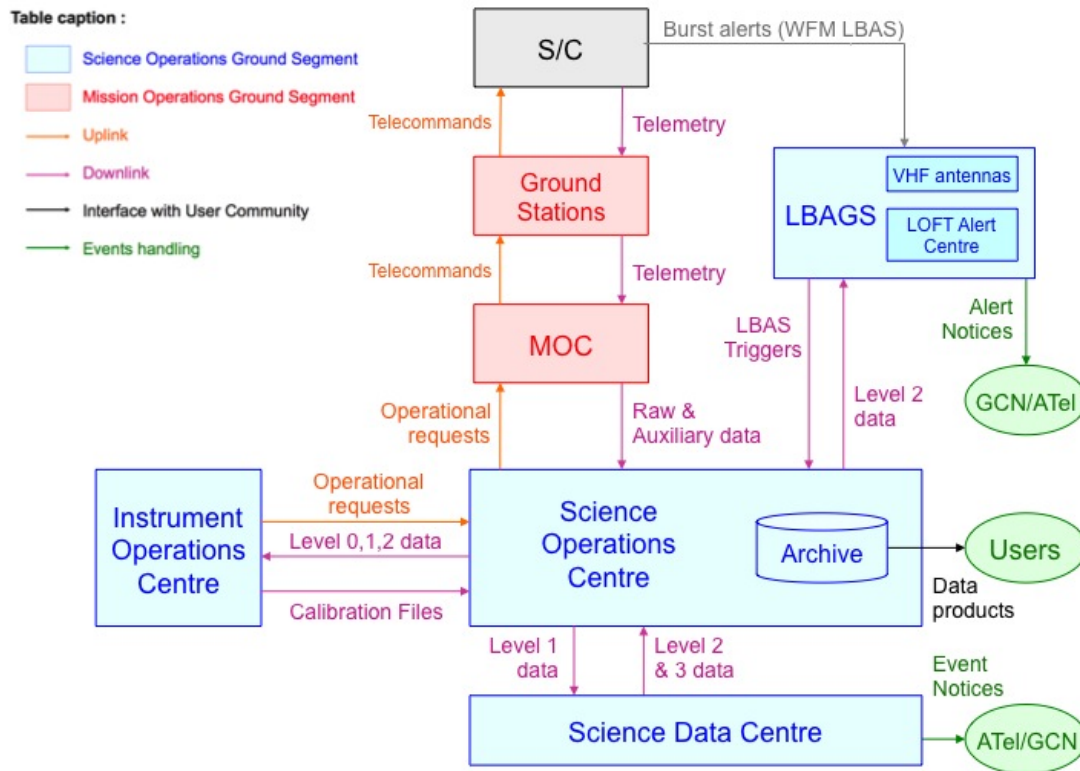 Table caption :
Science Operations Ground Segment
Mission Operations Ground Segment
Uplink
Downlink
Interface with User Community
Events handling
S/C
Burst alerts (WFM LBAS)
Telecommands
Telemetry
Ground
Stations
VHF antennas
LBAGS
LOFT Alert
Centre
Telecommands
Telemetry
MOC
LBAS
Triggers
Alert
Notices
Level 2
data
GCN/ATel
Operational
requests
Raw &
Auxiliary data
Instrument
Operations
Centre
Operational
requests
Level 0,1,2 data
Calibration Files
Science
Operations
Centre
Archive
Users
Data
products
Level 1
data
Level 2
& 3 data
Event
Notices
Science Data Centre
ATel/GCN